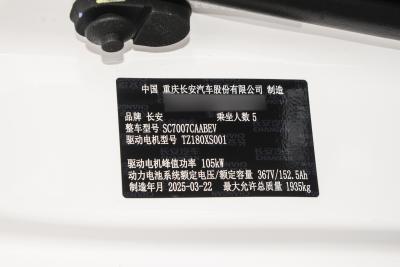 中国 重庆长安汽车股份有限公司 制造
品牌 长安 乘坐人数 5
整车型号 SC7007CAABEV
驱动电机型号 TZ180XS001
驱动电机峰值功率 105kW
动力电池系统额定电压/额定容量 367V/152.5Ah
制造年月 2025-03-22 最大允许总质量 1935kg